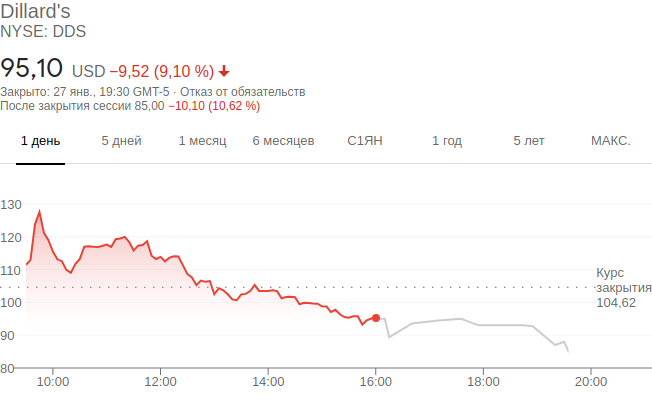 Dillard's
NYSE: DDS
95,10 USD −9,52 (9,10 %)
Закрыто: 27 янв., 19:30 GMT-5 · Отказ от обязательств
После закрытия сессии 85,00 −10,10 (10,62 %)
1 день 5 дней 1 месяц 6 месяцев С1ЯН 1 год 5 лет МАКС.
130
120
110
Курс
закрытия
104,62
100
90
80
10:00 12:00 14:00 16:00 18:00 20:00